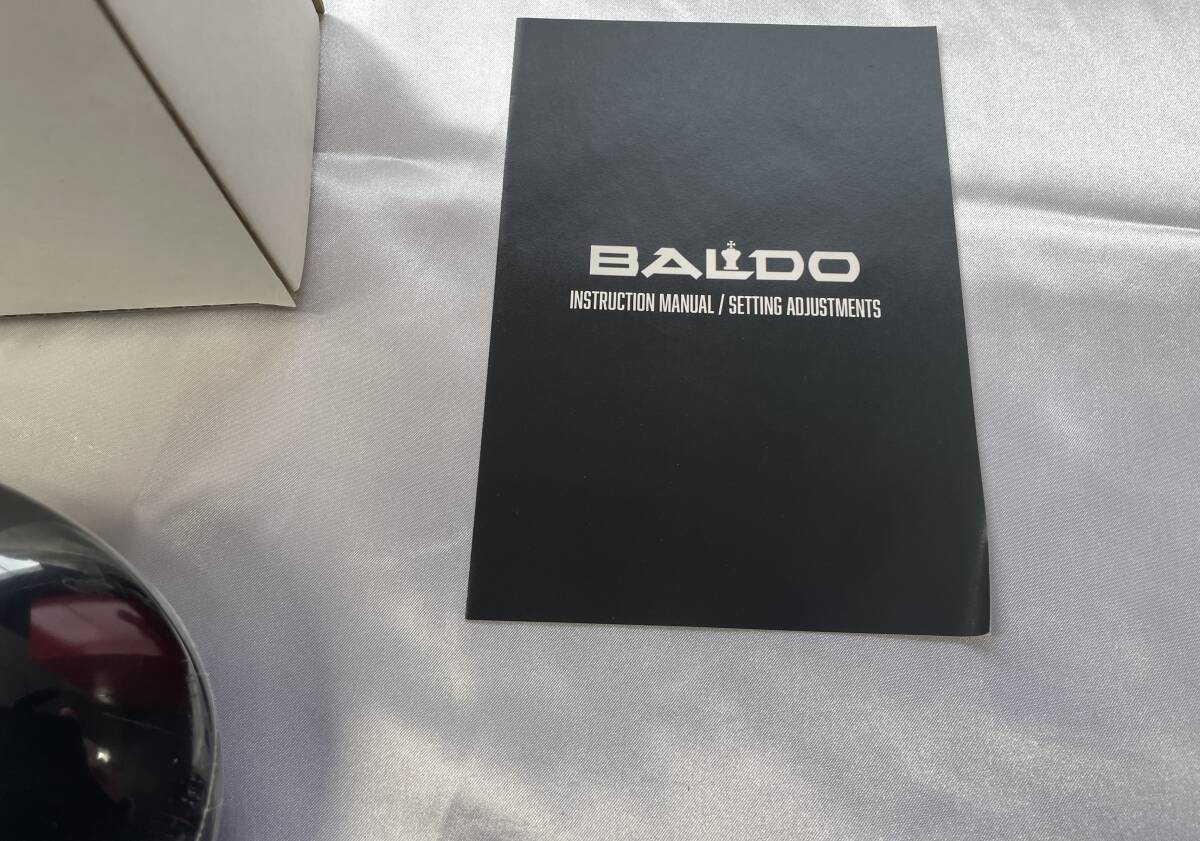 BALDO
INSTRUCTION MANUAL / SETTING ADJUSTMENTS